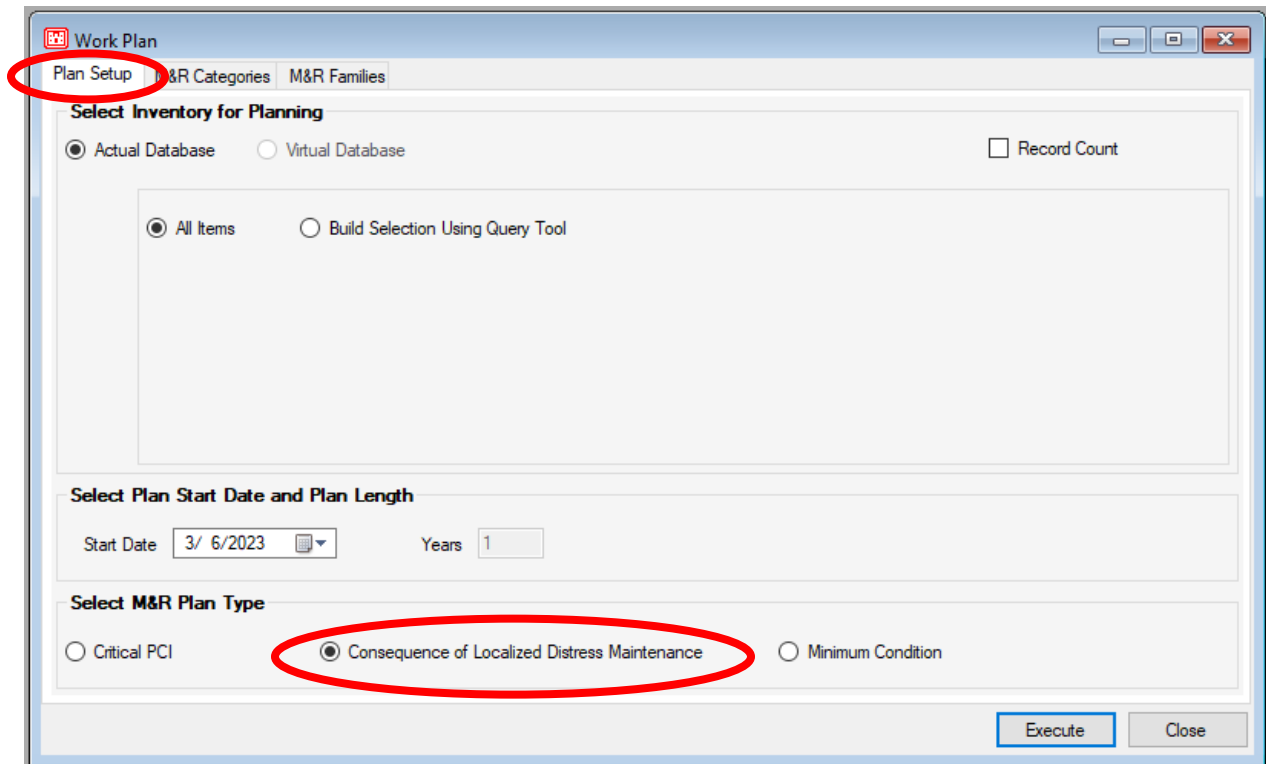 Work Plan
Plan Setup M&R Categories M&R Families
Select Inventory for Planning
Actual Database Virtual Database Record Count
All Items Build Selection Using Query Tool
Select Plan Start Date and Plan Length
Start Date 3/ 6/2023 Years 1
Select M&R Plan Type
Critical PCI Consequence of Localized Distress Maintenance Minimum Condition
Execute Close